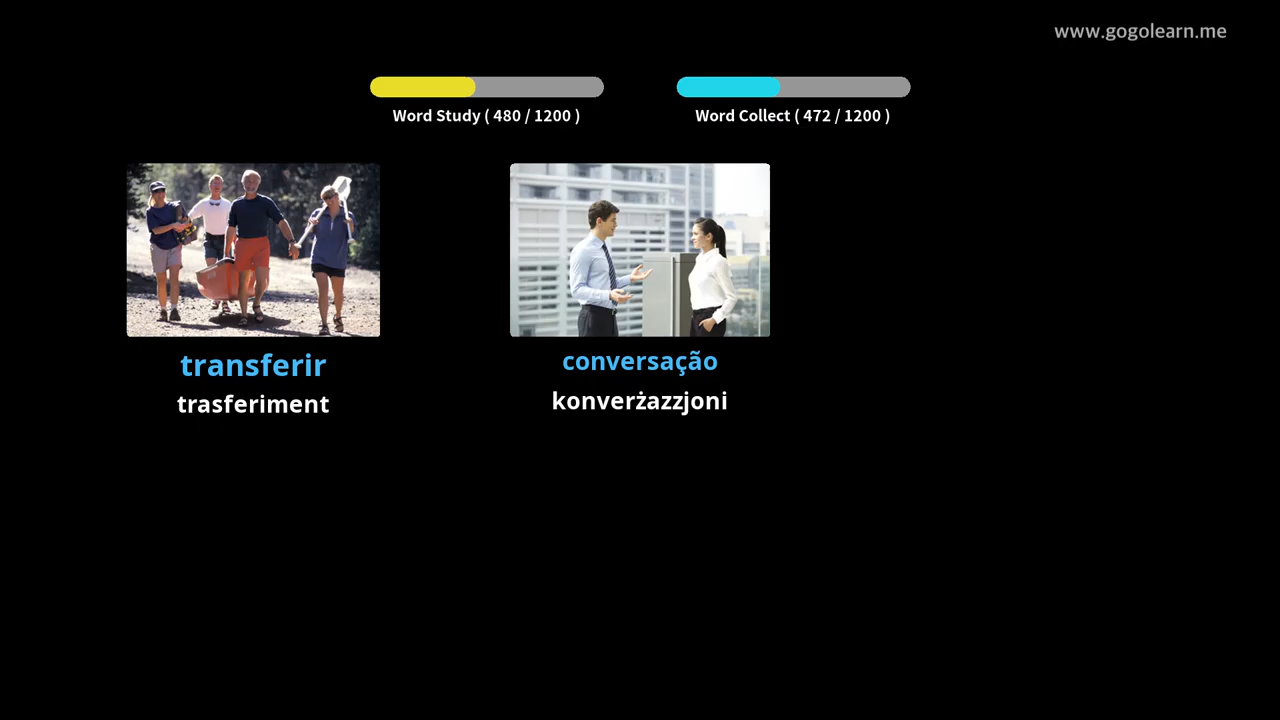 www.gogolearn.me
Word Study ( 480 / 1200 )
Word Collect ( 472 / 1200 )
transferir
trasferiment
conversação
konverżazzjoni